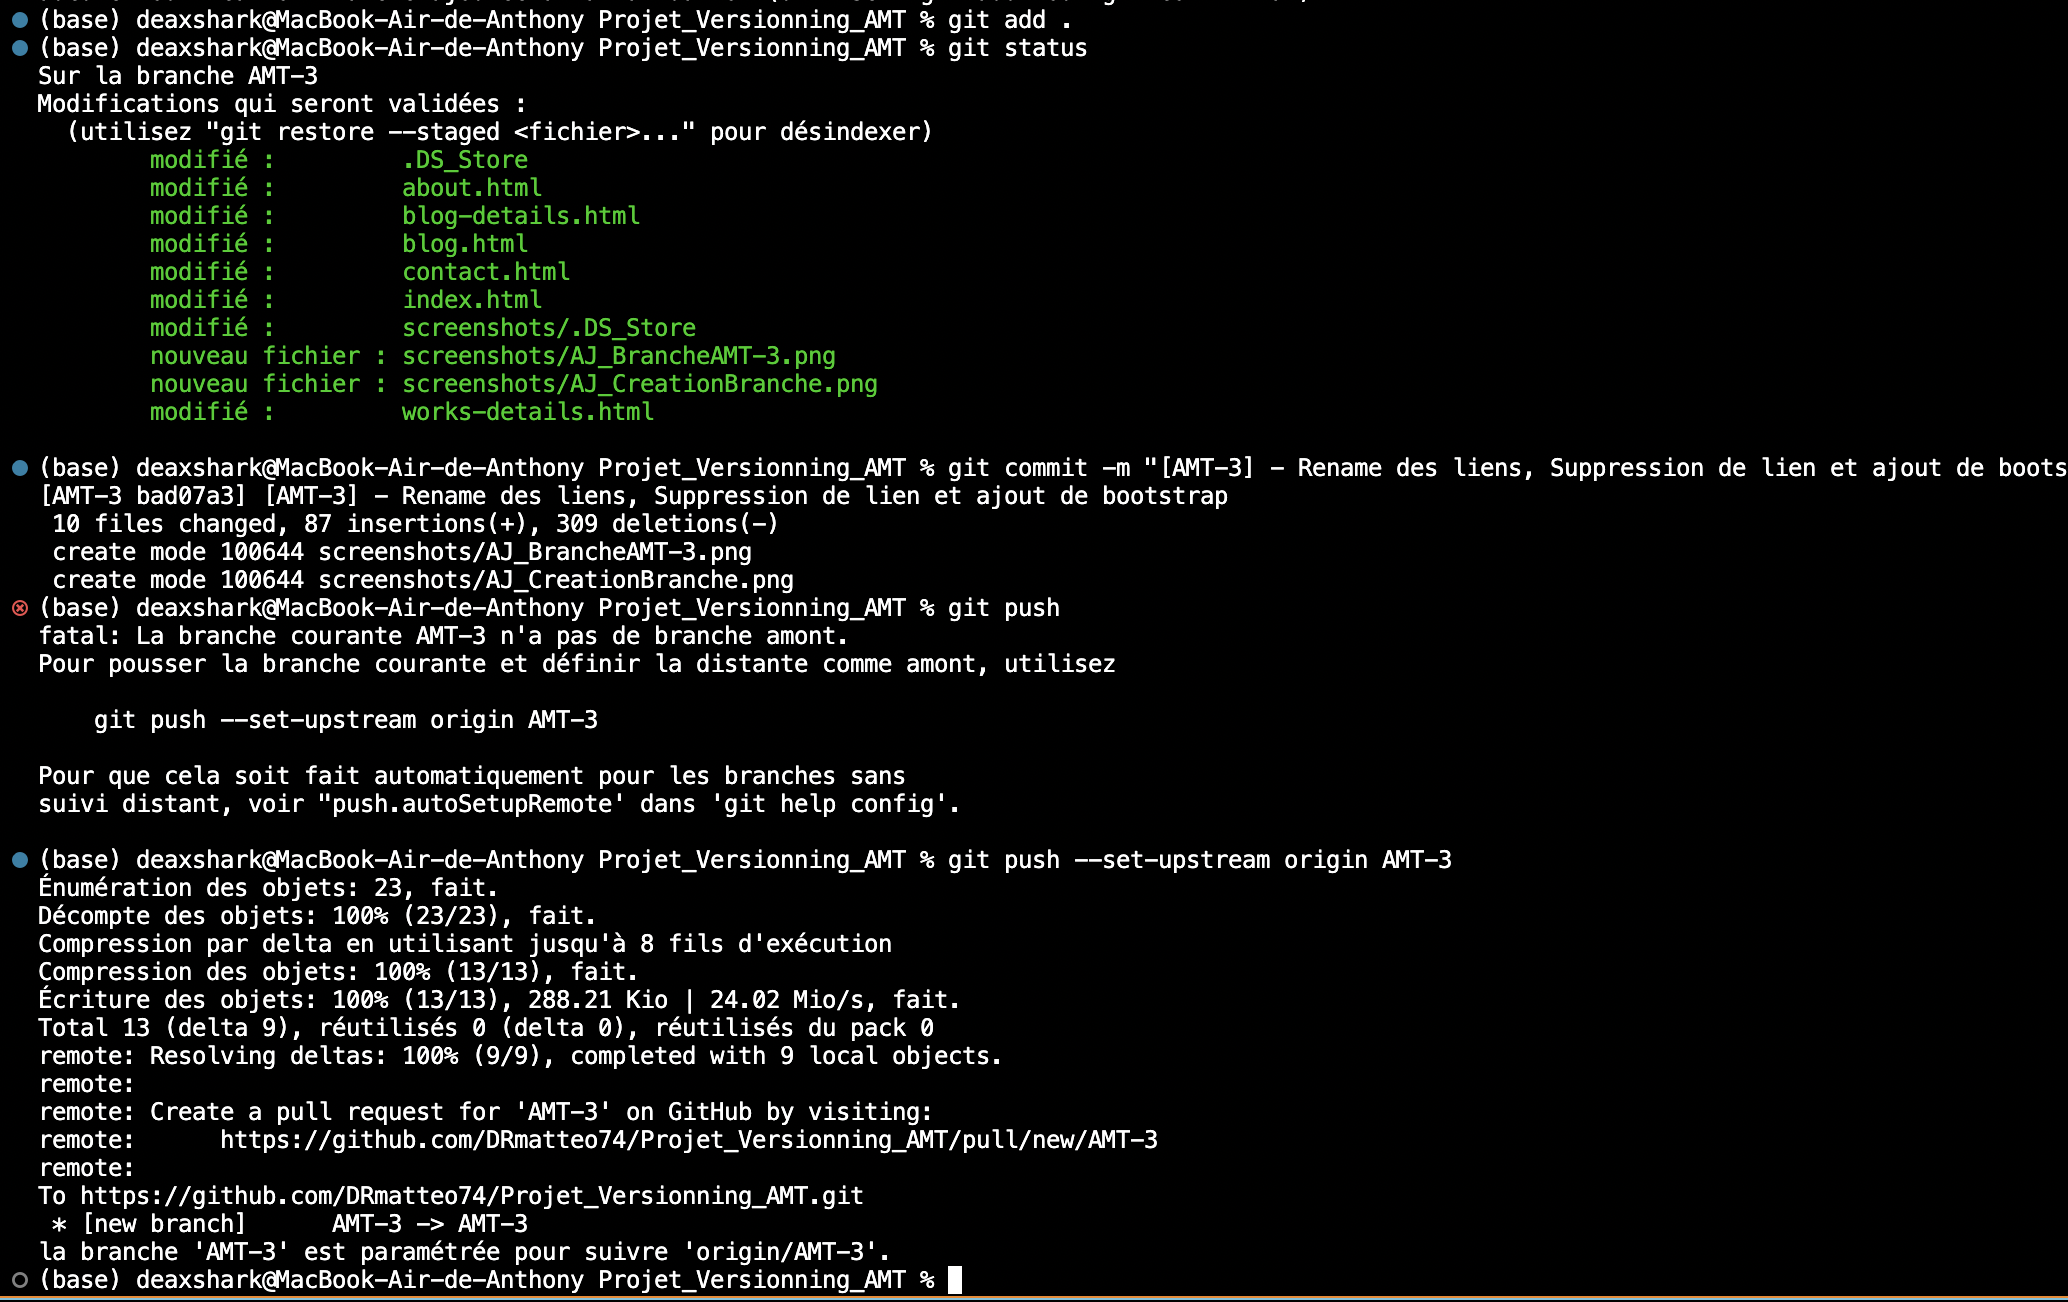 (base) deaxshark@MacBook-Air-de-Anthony Projet_Versionning_AMT % git add .
(base) deaxshark@MacBook-Air-de-Anthony Projet_Versionning_AMT % git status
Sur la branche AMT-3
Modifications qui seront validées :
  (utilisez "git restore --staged <fichier>..." pour désindexer)
        modifié :         .DS_Store
        modifié :         about.html
        modifié :         blog-details.html
        modifié :         blog.html
        modifié :         contact.html
        modifié :         index.html
        modifié :         screenshots/.DS_Store
        nouveau fichier : screenshots/AJ_BrancheAMT-3.png
        nouveau fichier : screenshots/AJ_CreationBranche.png
        modifié :         works-details.html
(base) deaxshark@MacBook-Air-de-Anthony Projet_Versionning_AMT % git commit -m "[AMT-3] - Rename des liens, Suppression de lien et ajout de boots
[AMT-3 bad07a3] [AMT-3] - Rename des liens, Suppression de lien et ajout de bootstrap
 10 files changed, 87 insertions(+), 309 deletions(-)
 create mode 100644 screenshots/AJ_BrancheAMT-3.png
 create mode 100644 screenshots/AJ_CreationBranche.png
(base) deaxshark@MacBook-Air-de-Anthony Projet_Versionning_AMT % git push
fatal: La branche courante AMT-3 n'a pas de branche amont.
Pour pousser la branche courante et définir la distante comme amont, utilisez
    git push --set-upstream origin AMT-3
Pour que cela soit fait automatiquement pour les branches sans
suivi distant, voir "push.autoSetupRemote' dans 'git help config'.
(base) deaxshark@MacBook-Air-de-Anthony Projet_Versionning_AMT % git push --set-upstream origin AMT-3
Énumération des objets: 23, fait.
Décompte des objets: 100% (23/23), fait.
Compression par delta en utilisant jusqu'à 8 fils d'exécution
Compression des objets: 100% (13/13), fait.
Écriture des objets: 100% (13/13), 288.21 Kio | 24.02 Mio/s, fait.
Total 13 (delta 9), réutilisés 0 (delta 0), réutilisés du pack 0
remote: Resolving deltas: 100% (9/9), completed with 9 local objects.
remote:
remote: Create a pull request for 'AMT-3' on GitHub by visiting:
remote:      https://github.com/DRmatteo74/Projet_Versionning_AMT/pull/new/AMT-3
remote:
To https://github.com/DRmatteo74/Projet_Versionning_AMT.git
 * [new branch]      AMT-3 -> AMT-3
la branche 'AMT-3' est paramétrée pour suivre 'origin/AMT-3'.
(base) deaxshark@MacBook-Air-de-Anthony Projet_Versionning_AMT %